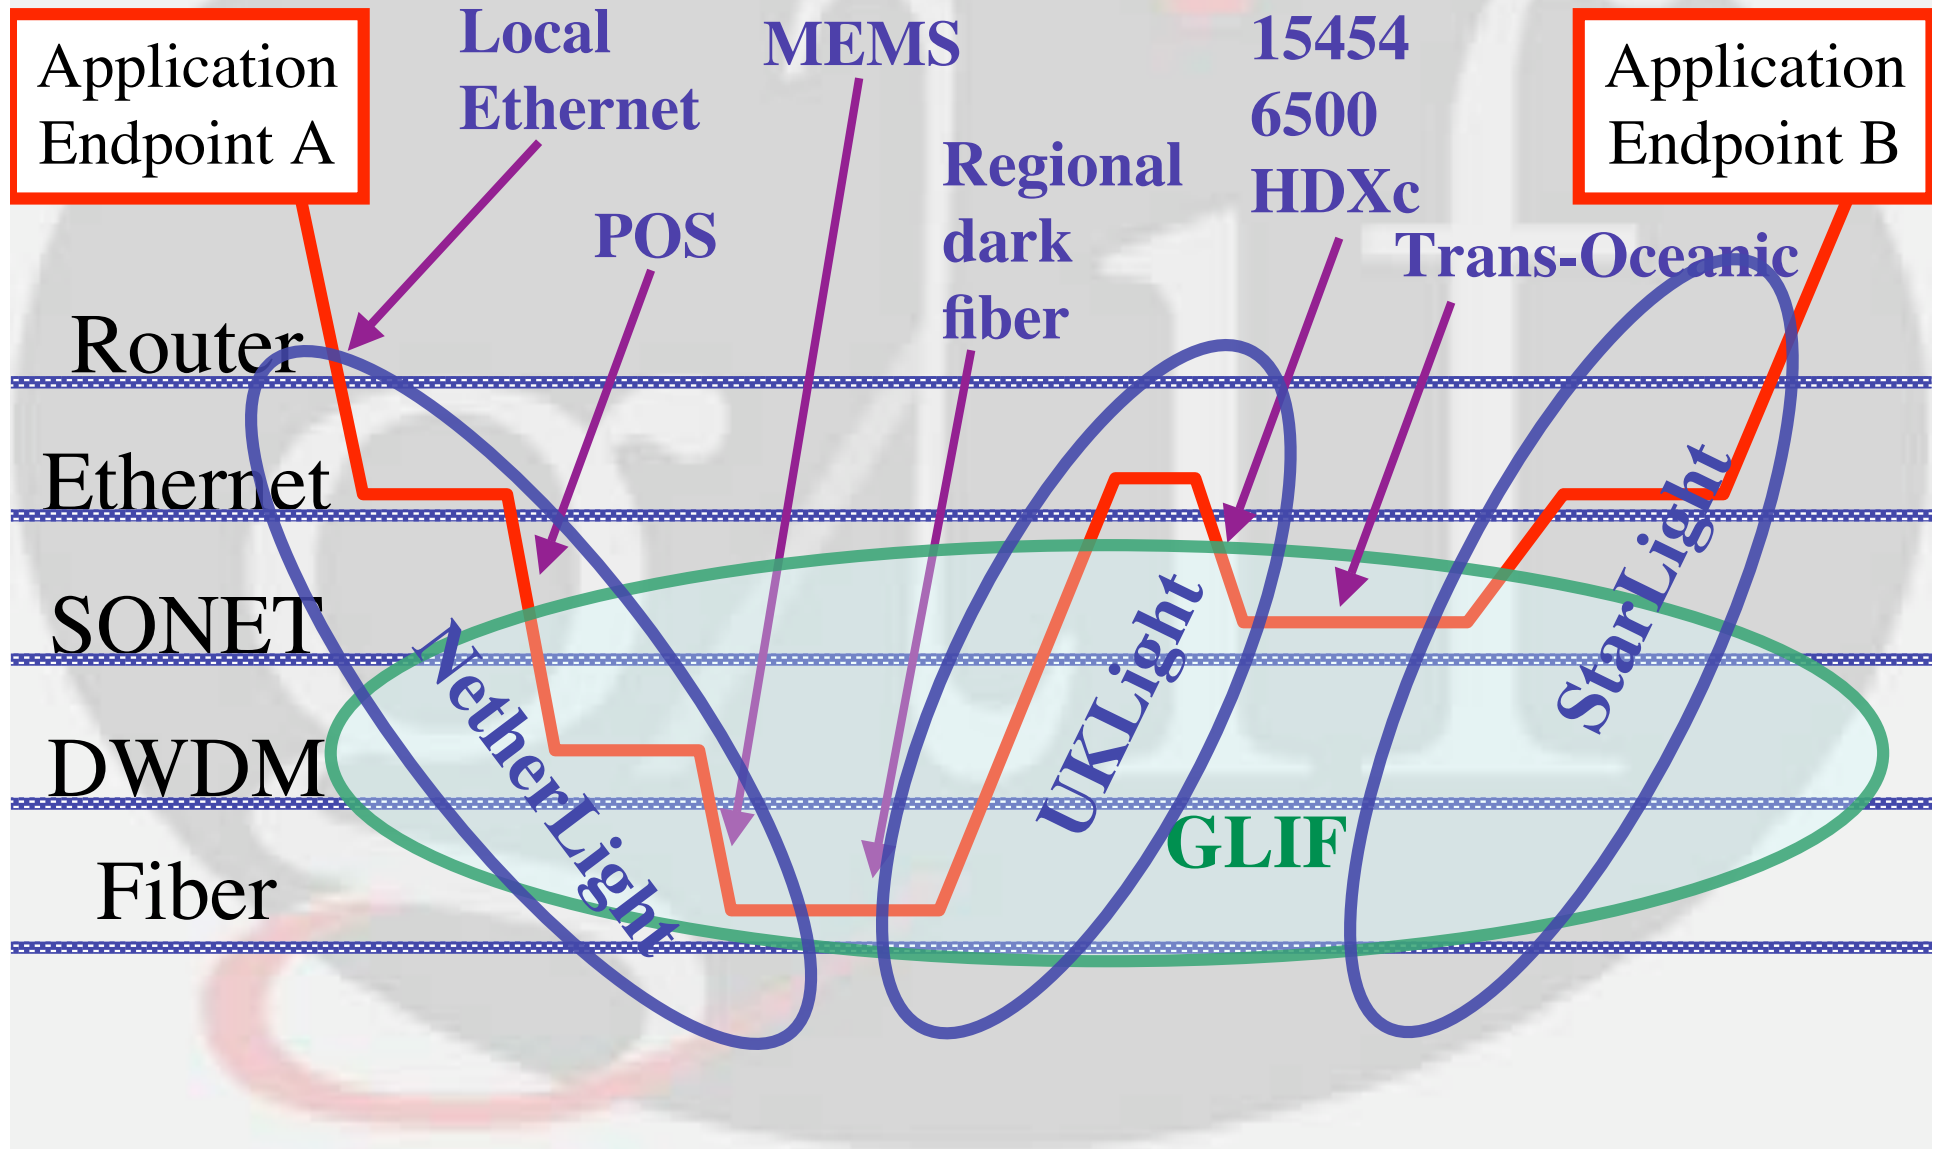 Application
Endpoint A
Local
Ethernet
MEMS
15454
6500
HDXc
Application
Endpoint B
POS
Regional
dark
fiber
Trans-Oceanic
Router
Ethernet
SONET
DWDM
Fiber
NetherLight
UKLight
StarLight
GLIF